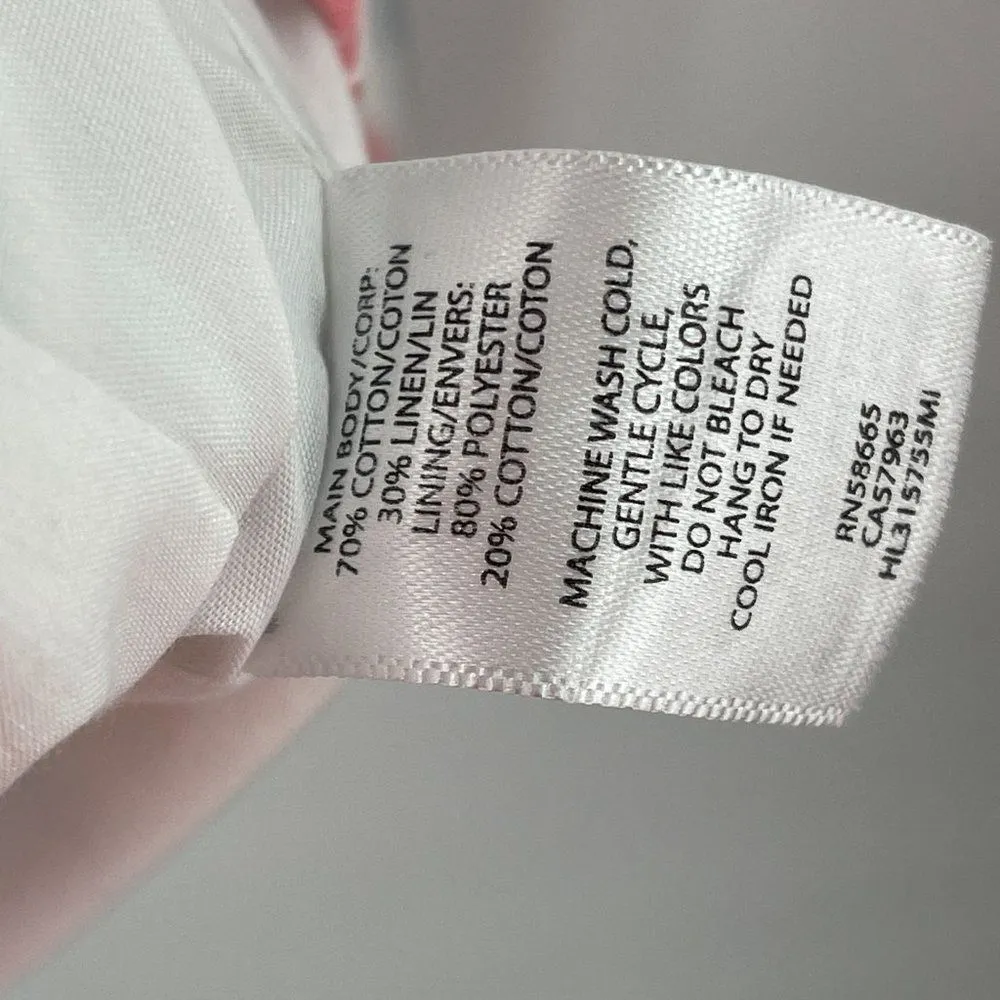 MAIN BODY/CORP:
70% COTTON/COTON
30% LINEN/LIN
LINING/ENVERS:
80% POLYESTER
20% COTTON/COTON
MACHINE WASH COLD,
GENTLE CYCLE,
WITH LIKE COLORS
DO NOT BLEACH
HANG TO DRY
COOL IRON IF NEEDED
RN58665
CA57963
HL315755MI